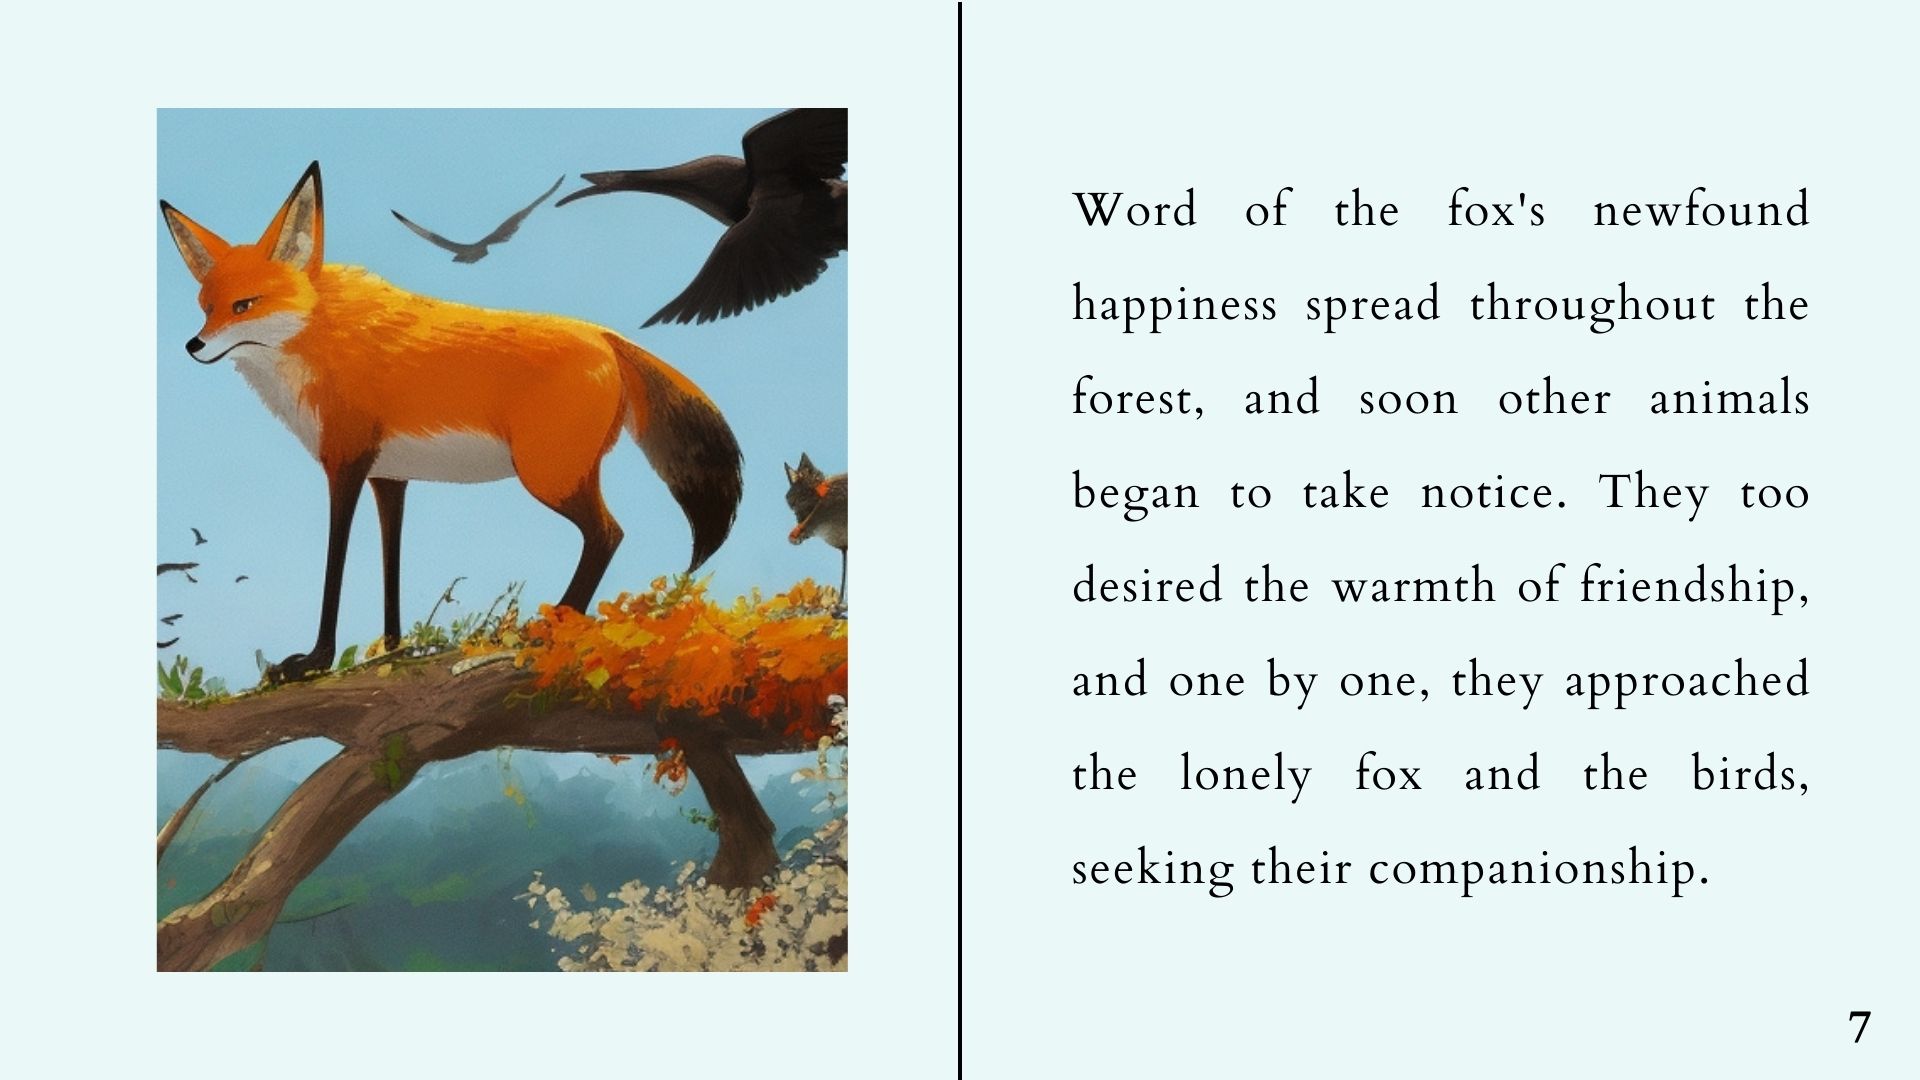 Word of the fox's newfound
happiness spread throughout the
forest, and soon other animals
began to take notice. They too
desired the warmth of friendship,
and one by one, they approached
the lonely fox and the birds,
seeking their companionship.
7